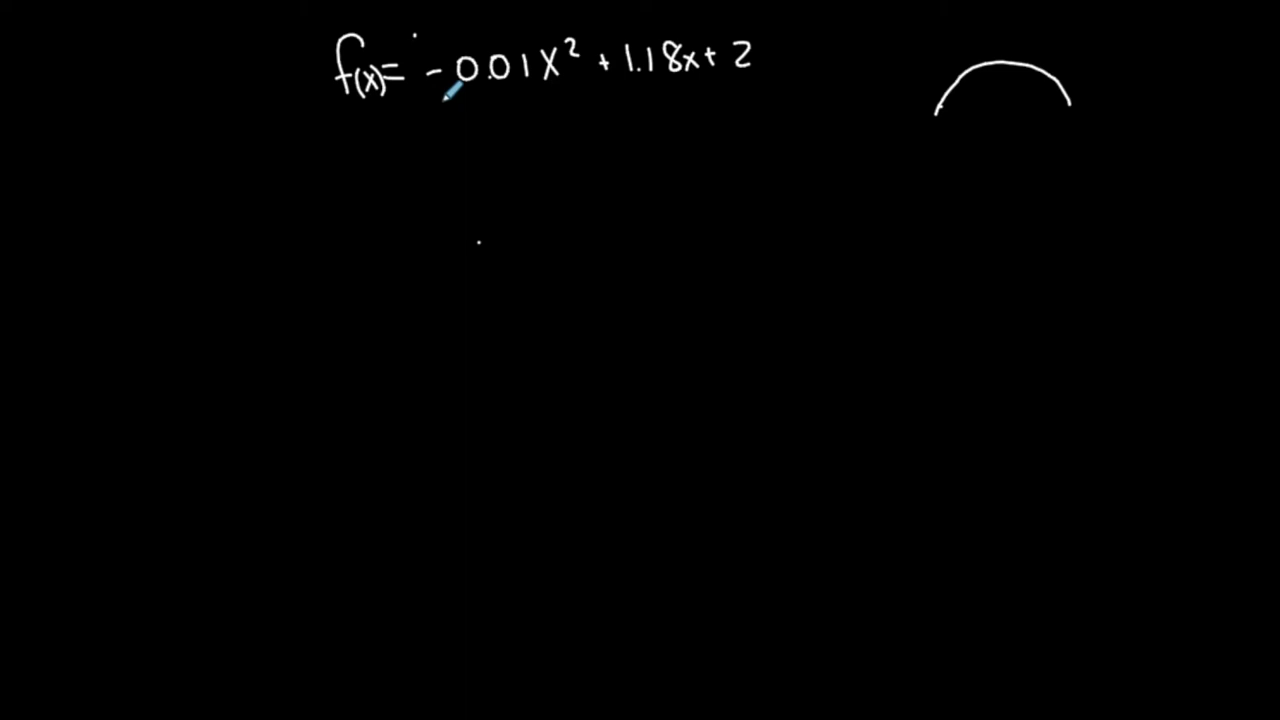 f(x)= -0.01x² + 1.18x + 2